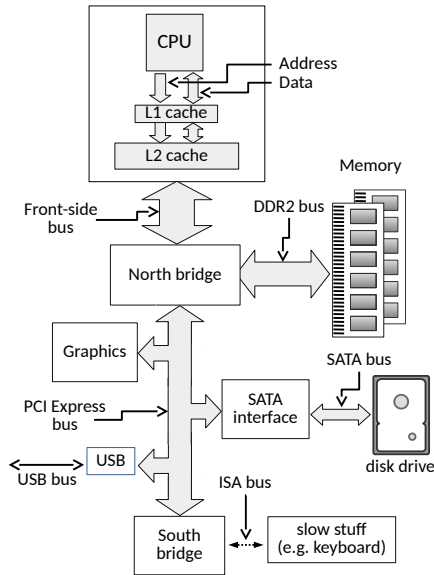 CPU
Address
Data
L1 cache
L2 cache
Memory
Front-side
bus
DDR2 bus
North bridge
Graphics
SATA bus
PCI Express
bus
SATA
interface
disk drive
USB
USB bus
ISA bus
South
bridge
slow stuff
(e.g. keyboard)